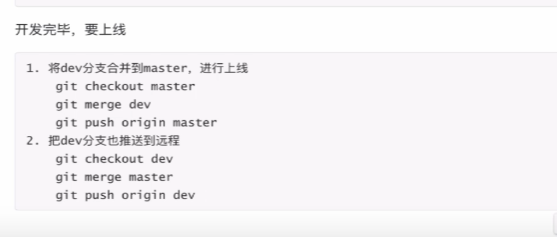 开发完毕，要上线
1. 将dev分支合并到master，进行上线
git checkout master
git merge dev
git push origin master
2. 把dev分支也推送到远程
git checkout dev
git merge master
git push origin dev